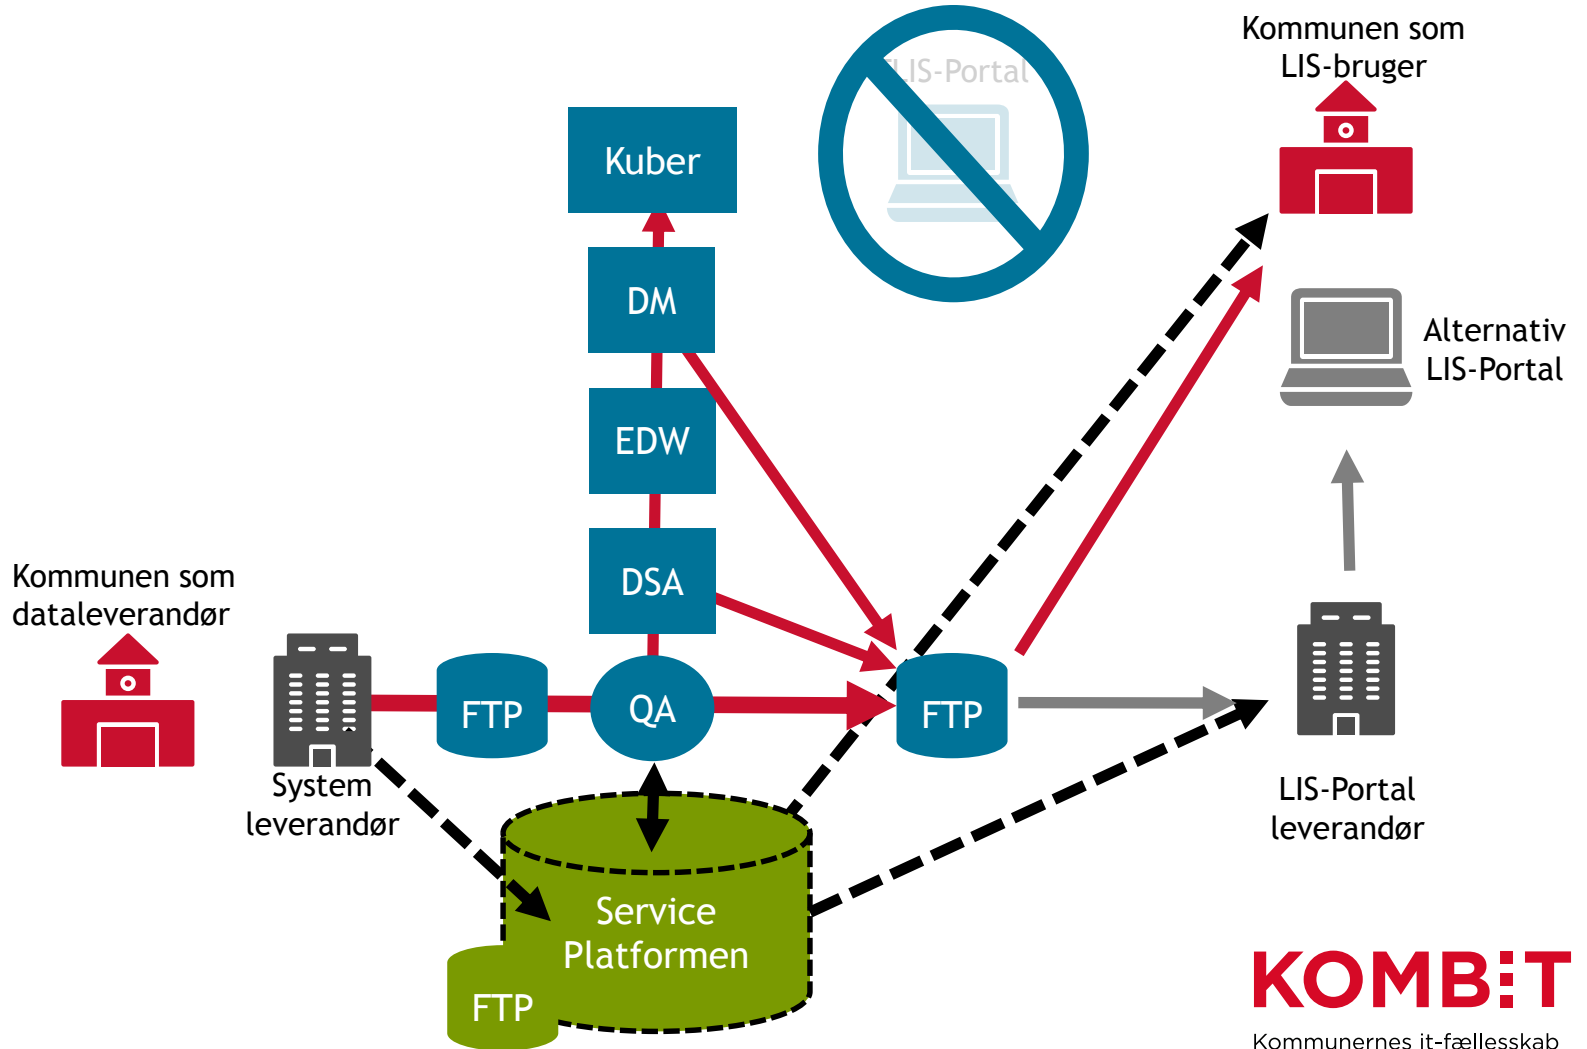 Kommunen som
LIS-bruger
LIS-Portal
Kuber
DM
Alternativ
LIS-Portal
EDW
DSA
Kommunen som
dataleverandør
FTP
QA
FTP
System
leverandør
LIS-Portal
leverandør
Service
Platformen
FTP
KOMBIT
Kommunernes it-fællesskab